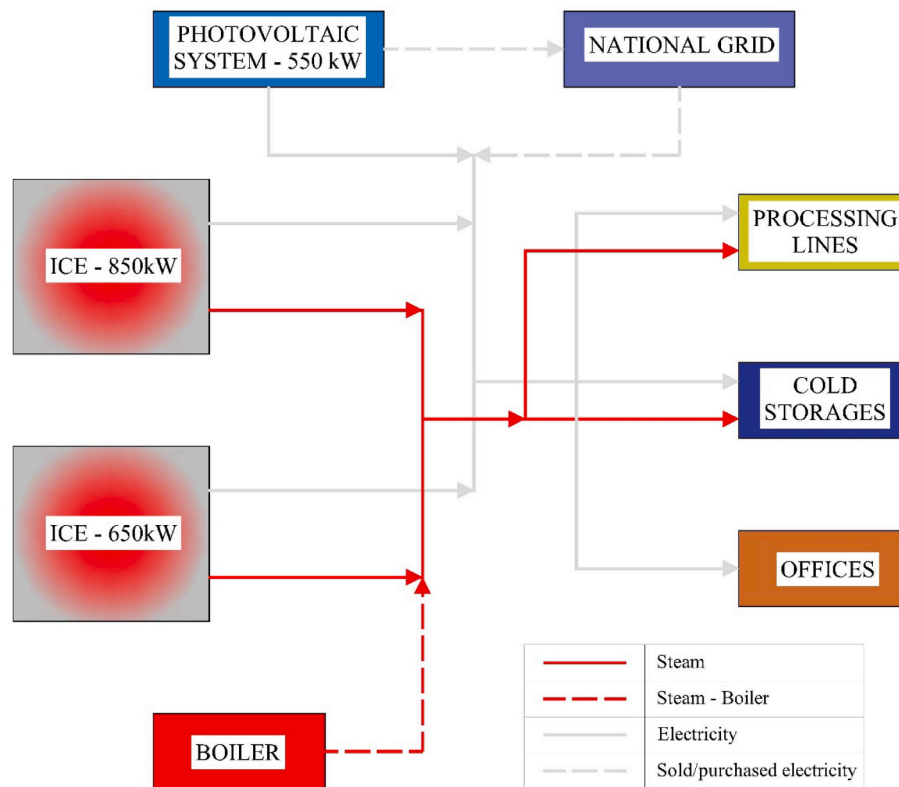 PHOTOVOLTAIC
SYSTEM - 550 kW
NATIONAL GRID
ICE - 850kW
PROCESSING
LINES
COLD
STORAGES
ICE - 650kW
OFFICES
BOILER
Steam
Steam - Boiler
Electricity
Sold/purchased electricity